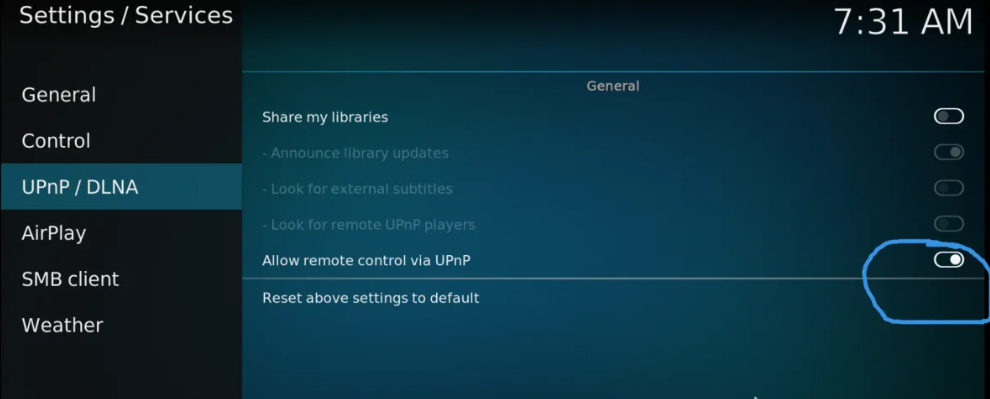 Settings / Services
7:31 AM
General
Control
UPnP / DLNA
AirPlay
SMB client
Weather
General
Share my libraries
- Announce library updates
- Look for external subtitles
- Look for remote UPnP players
Allow remote control via UPnP
Reset above settings to default